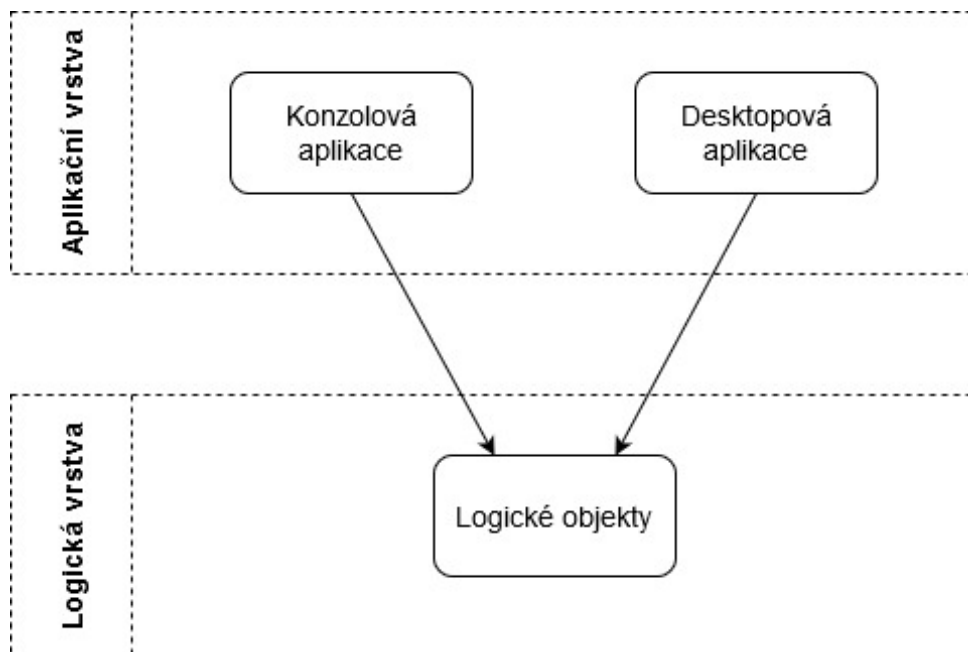 Aplikační vrstva
Konzolová
aplikace
Desktopová
aplikace
Logická vrstva
Logické objekty